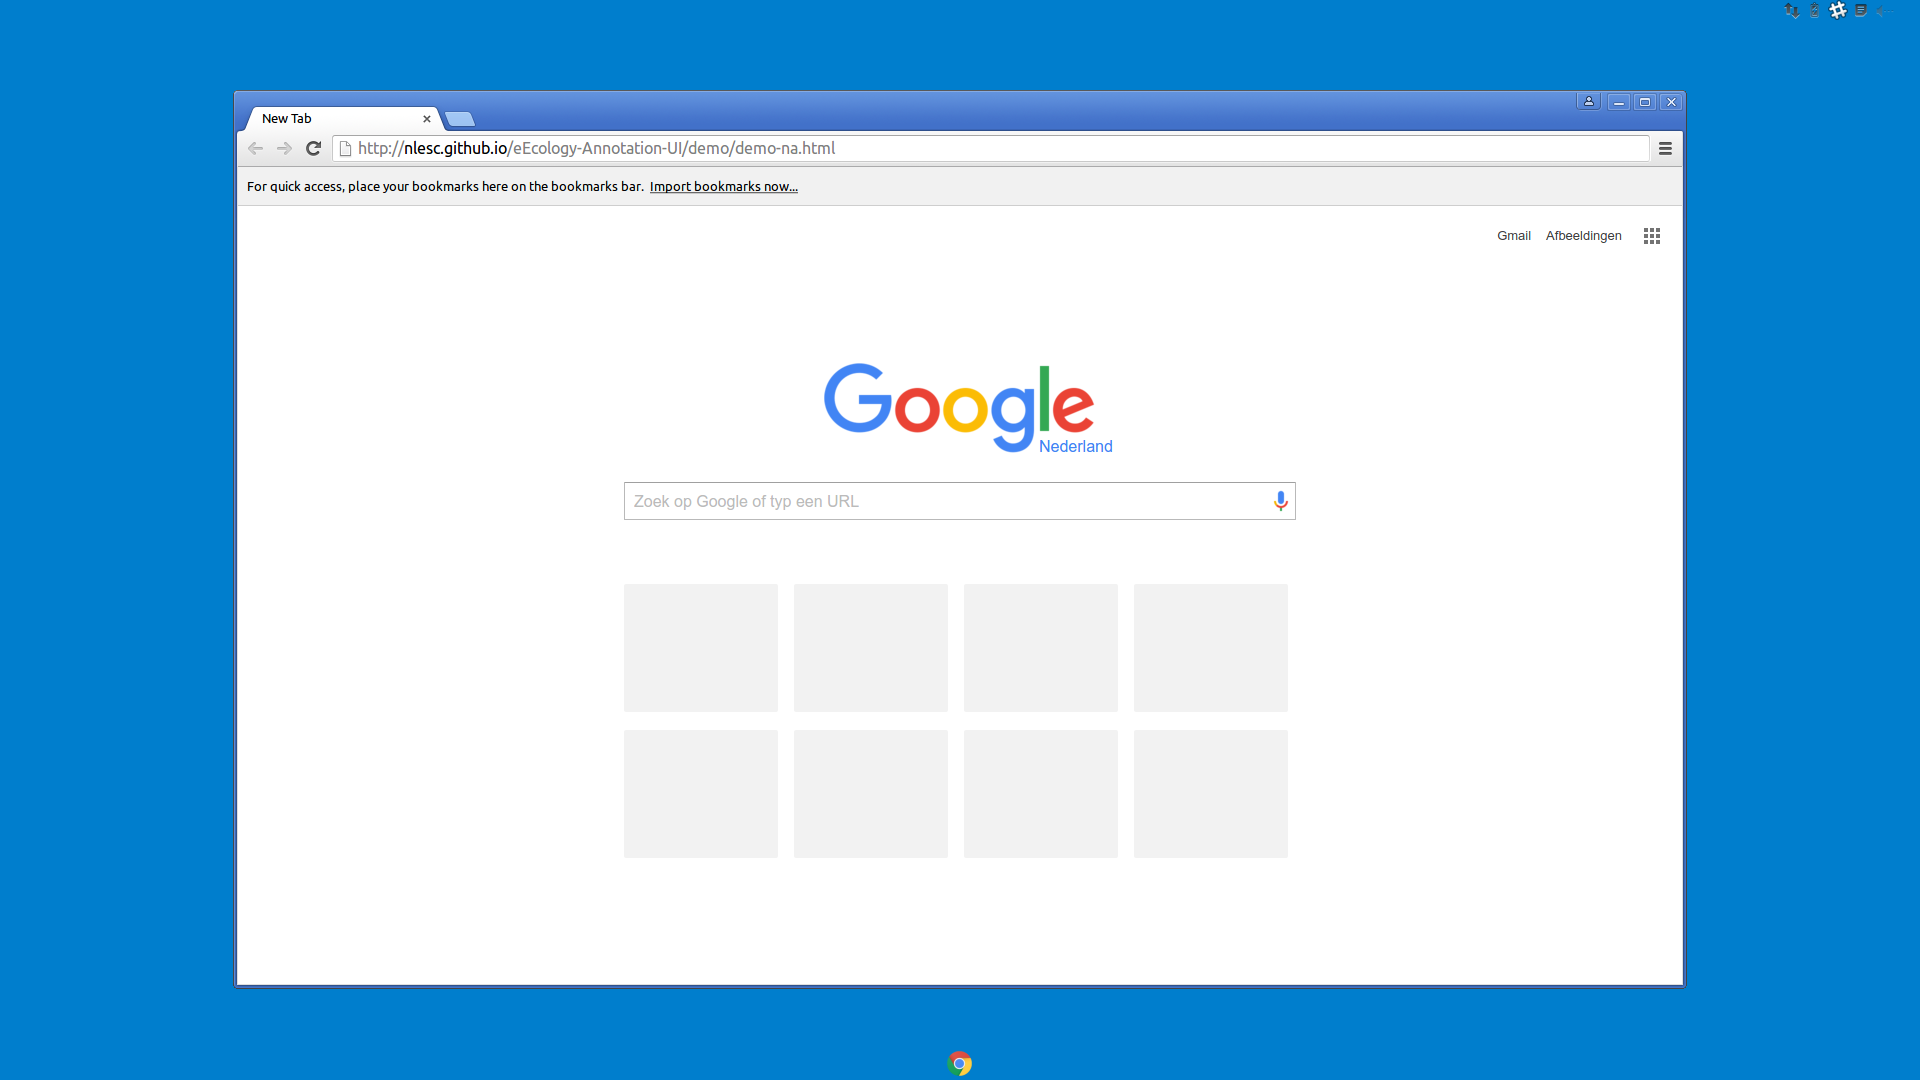 New Tab
http://nlesc.github.io/eEcology-Annotation-UI/demo/demo-na.html
For quick access, place your bookmarks here on the bookmarks bar. Import bookmarks now...
Gmail Afbeeldingen
Google
Nederland
Zoek op Google of typ een URL